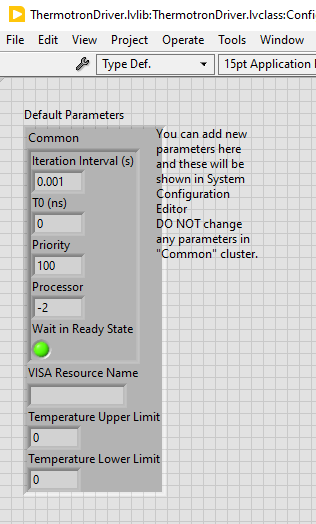 ThermotronDriver.lvlib:ThermotronDriver.lvclass:Confi
File Edit View Project Operate Tools Window
Type Def. 15pt Application
Default Parameters
Common
Iteration Interval (s)
0.001
T0 (ns)
0
Priority
100
Processor
-2
Wait in Ready State
VISA Resource Name
Temperature Upper Limit
0
Temperature Lower Limit
0
You can add new
parameters here
and these will be
shown in System
Configuration
Editor
DO NOT change
any parameters in
"Common" cluster.